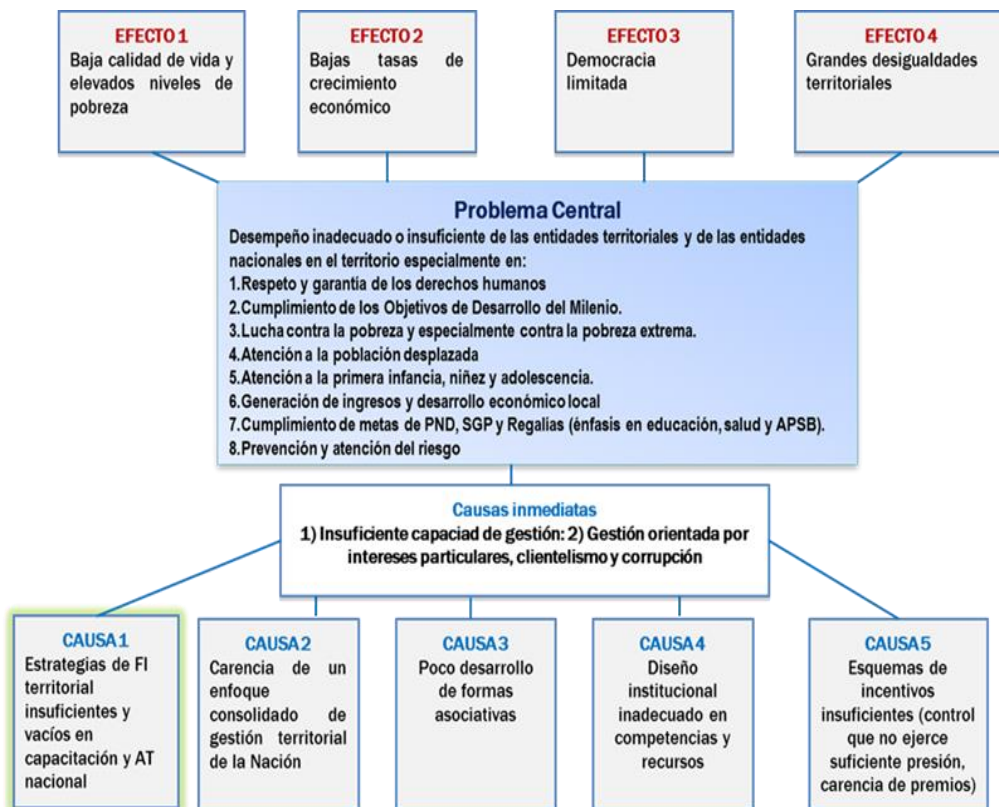 EFECTO 1
Baja calidad de vida y
elevados niveles de
pobreza
EFECTO 2
Bajas tasas de
crecimiento
económico
EFECTO 3
Democracia
limitada
EFECTO 4
Grandes desigualdades
territoriales
Problema Central
Desempeño inadecuado o insuficiente de las entidades territoriales y de las entidades
nacionales en el territorio especialmente en:
1.Respeto y garantía de los derechos humanos
2.Cumplimiento de los Objetivos de Desarrollo del Milenio.
3.Lucha contra la pobreza y especialmente contra la pobreza extrema.
4.Atención a la población desplazada
5.Atención a la primera infancia, niñez y adolescencia.
6.Generación de ingresos y desarrollo económico local
7.Cumplimiento de metas de PND, SGP y Regalías (énfasis en educación, salud y APSB).
8.Prevención y atención del riesgo
Causas inmediatas
1) Insuficiente capaciad de gestión: 2) Gestión orientada por
intereses particulares, clientelismo y corrupción
CAUSA 1
Estrategias de FI
territorial
insuficientes y
vacíos en
capacitación y AT
nacional
CAUSA 2
Carencia de un
enfoque
consolidado de
gestión territorial
de la Nación
CAUSA 3
Poco desarrollo
de formas
asociativas
CAUSA 4
Diseño
institucional
inadecuado en
competencias y
recursos
CAUSA 5
Esquemas de
incentivos
insuficientes (control
que no ejerce
suficiente presión,
carencia de premios)